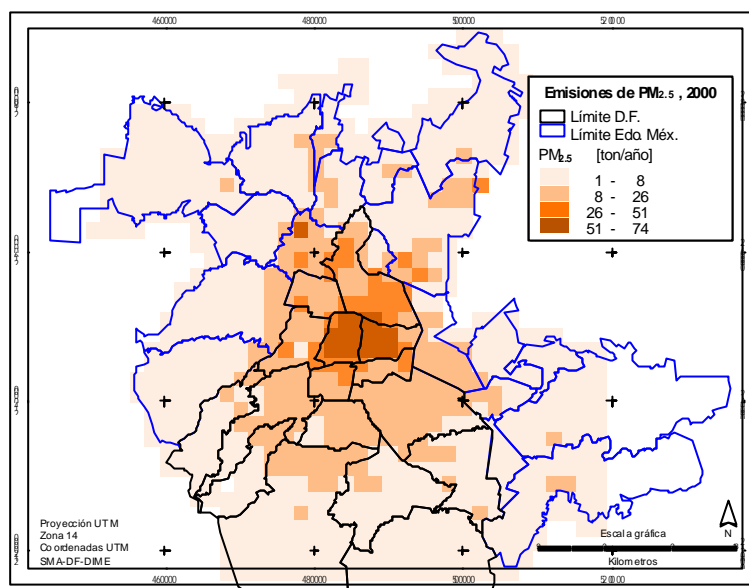 460000 480000 500000
Emisiones de PM2.5 , 2000
Límite D.F.
Límite Edo. Méx.
PM2.5 [ton/año]
1 - 8
8 - 26
26 - 51
51 - 74
Proyección UTM
Zona 14
Coordenadas UTM
SMA-DF-DIME
N
Escala gráfica
Kilometros
460000 480000 500000